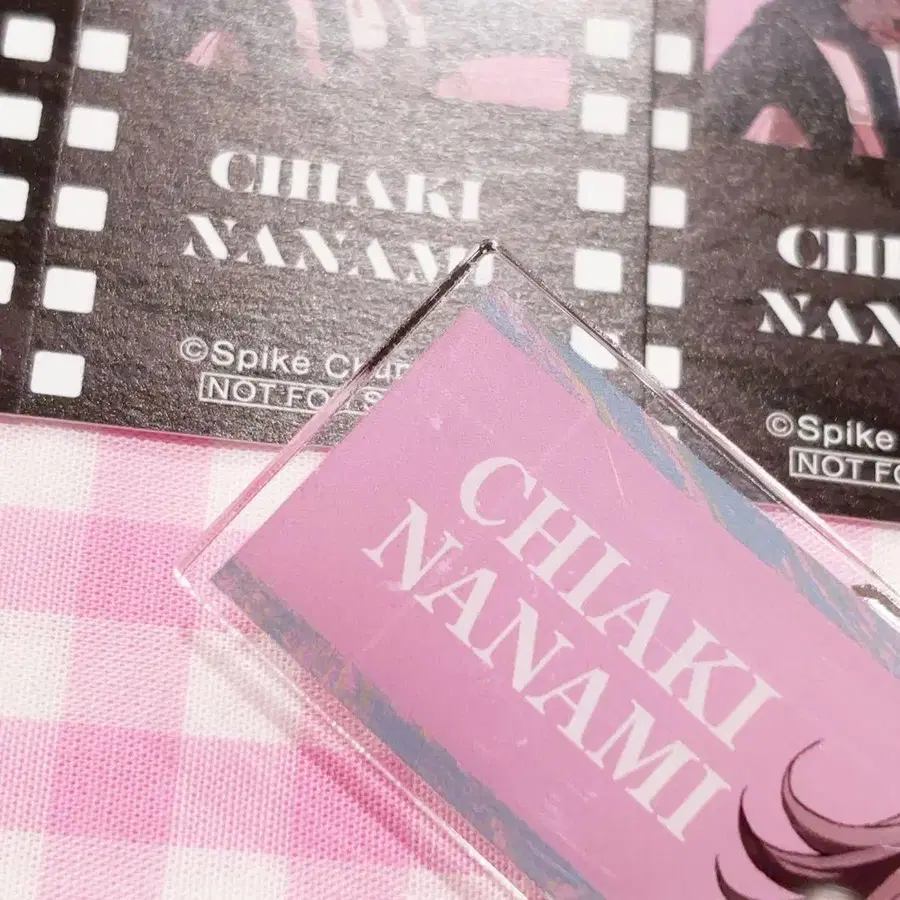 CHIAKI
NANAMI
©Spike Chun
NOT FOR S
CHI
NAN
©Spike
NOT FO
CHIAKI
NANAMI